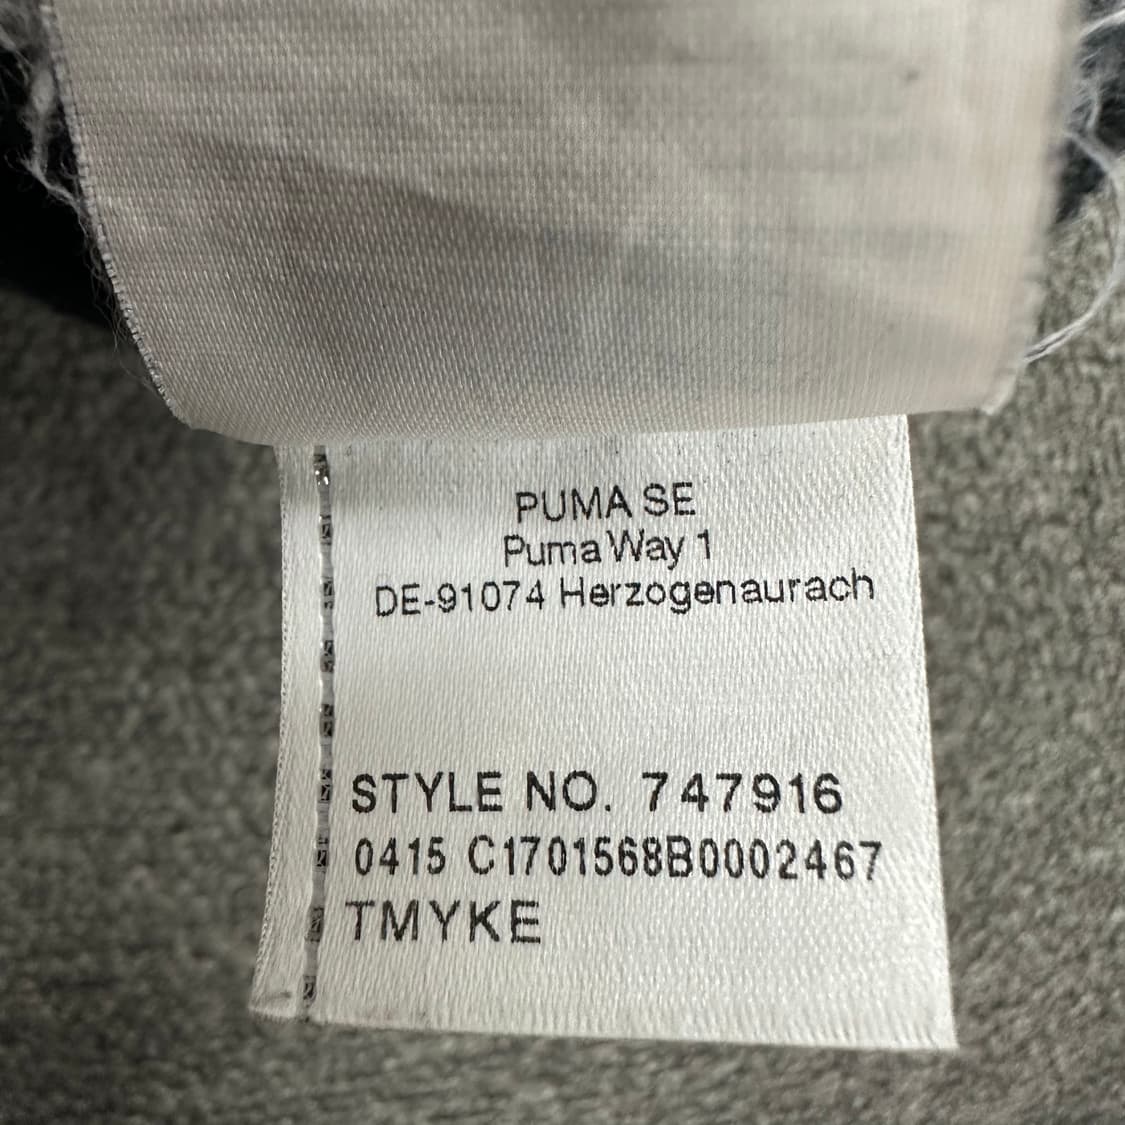 PUMA SE
Puma Way 1
DE-91074 Herzogenaurach
STYLE NO. 747916
0415 C1701568B0002467
TMYKE